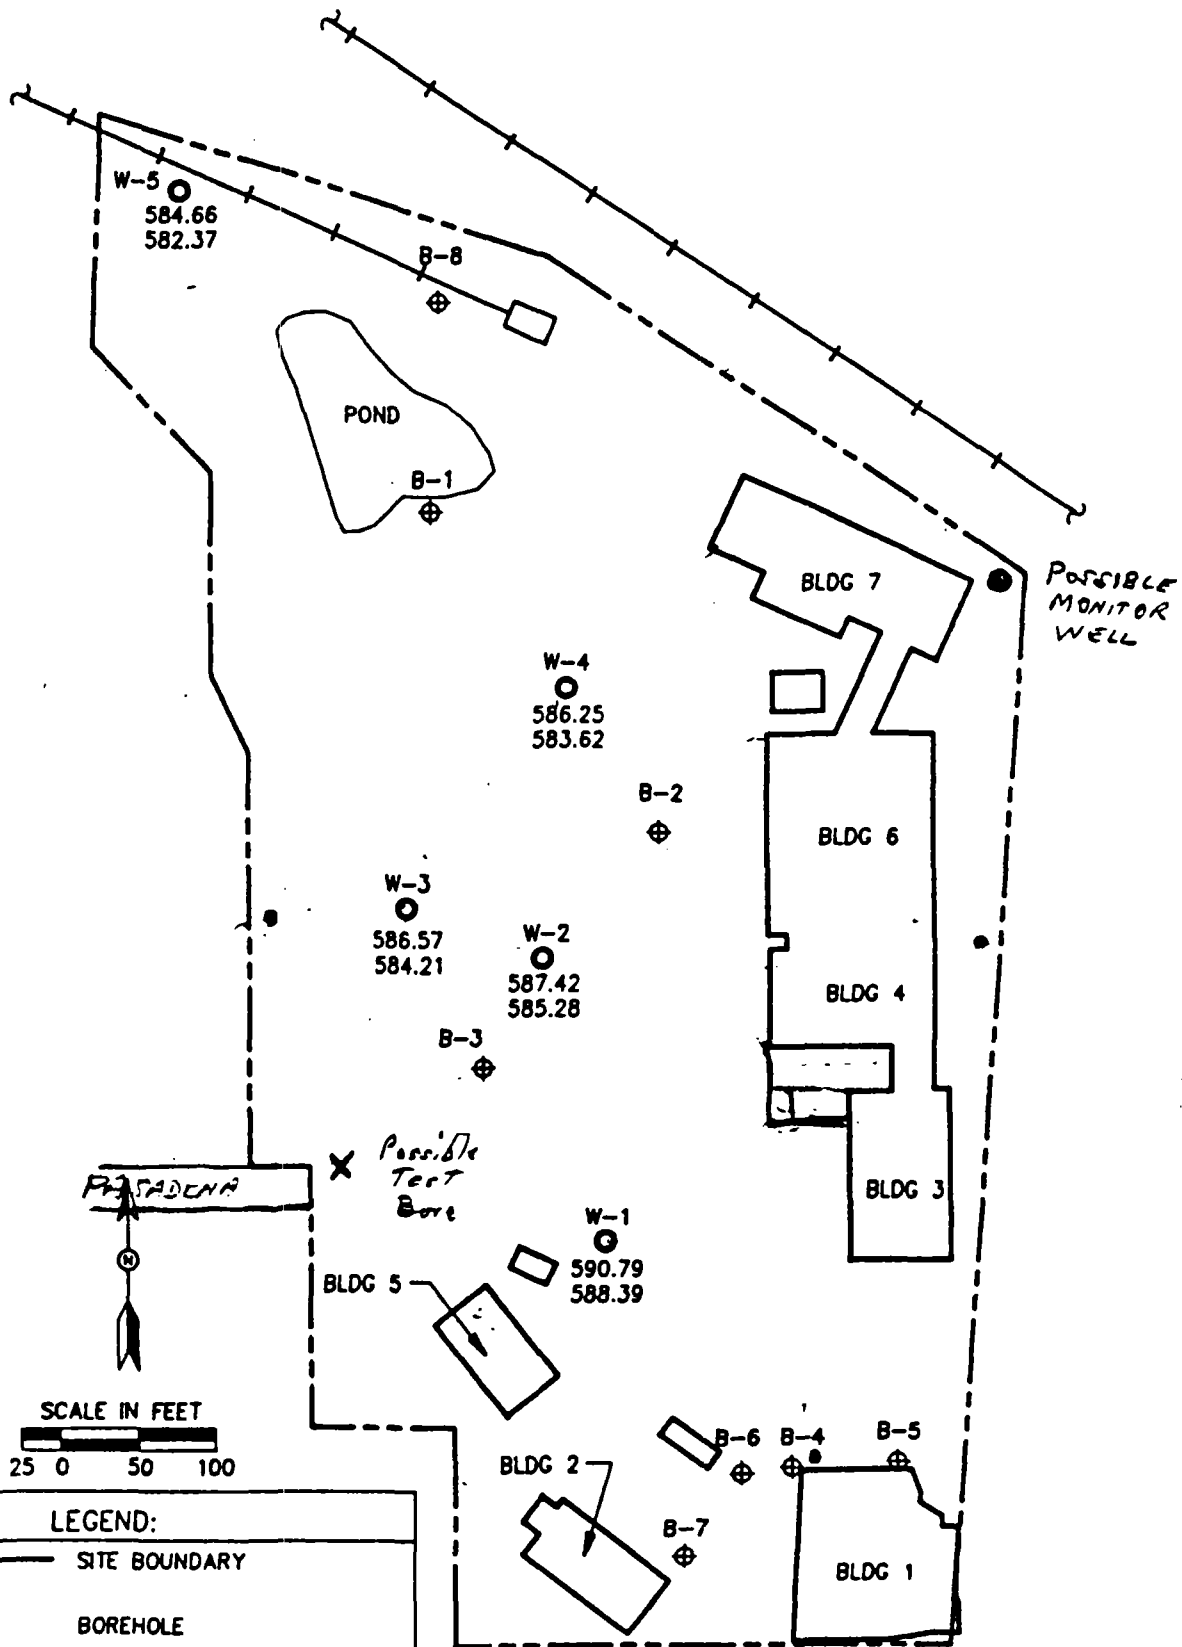 W-5
584.66
582.37
B-8
POND
B-1
BLDG 7
POSSIBLE
MONITOR
WELL
W-4
586.25
583.62
B-2
BLDG 6
W-3
586.57
584.21
W-2
587.42
585.28
BLDG 4
B-3
Possible
Test
Bore
PASADENA
BLDG 3
W-1
590.79
588.39
N
BLDG 5
SCALE IN FEET
25 0 50 100
B-6
B-4
B-5
BLDG 2
B-7
BLDG 1
LEGEND:
SITE BOUNDARY
BOREHOLE